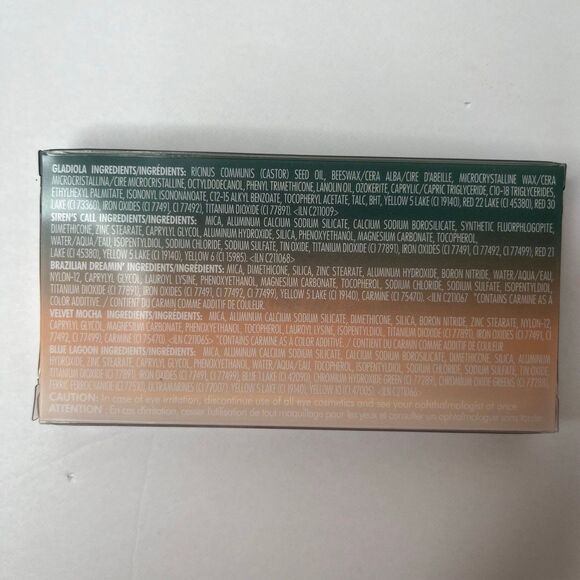 GLADIOLA INGREDIENTS/INGRÉDIENTS: RICINUS COMMUNIS (CASTOR) SEED OIL, BEESWAX/CERA ALBA/CIRE D'ABEILLE, MICROCRYSTALLINE WAX/CERA
MICROCRISTALLINA/CIRE MICROCRISTALLINE, OCTYLDODECANOL, PHENYL TRIMETHICONE, LANOLIN OIL, OZOKERITE, CAPRYLIC/CAPRIC TRIGLYCERIDE, C10-18 TRIGLYCERIDES,
ETHYLHEXYL PALMITATE, ISONONYL ISONONANOATE, C12-15 ALKYL BENZOATE, TOCOPHERYL ACETATE, TALC, BHT, YELLOW 5 LAKE (CI 19140), RED 22 LAKE (CI 45380), RED 30
LAKE (CI 73360), IRON OXIDES (CI 77491, CI 77492, CI 77499), TITANIUM DIOXIDE (CI 77891). <ILN C211009>
SIREN'S CALL INGREDIENTS/INGRÉDIENTS: MICA, ALUMINUM CALCIUM SODIUM SILICATE, CALCIUM SODIUM BOROSILICATE, SYNTHETIC FLUORPHLOGOPITE,
DIMETHICONE, ZINC STEARATE, CAPRYLYL GLYCOL, ALUMINUM HYDROXIDE, SILICA, PHENOXYETHANOL, MAGNESIUM CARBONATE, TOCOPHEROL,
WATER/AQUA/EAU, ISOPENTYLDIOL, SODIUM CHLORIDE, SODIUM SULFATE, TIN OXIDE, TITANIUM DIOXIDE (CI 77891), IRON OXIDES (CI 77491, CI 77492, CI 77499), RED 21
LAKE (CI 45380), YELLOW 5 LAKE (CI 19140), YELLOW 6 (CI 15985). <ILN C211068>
BRAZILIAN DREAMIN' INGREDIENTS/INGRÉDIENTS: MICA, DIMETHICONE, SILICA, ZINC STEARATE, ALUMINUM HYDROXIDE, BORON NITRIDE, WATER/AQUA/EAU,
NYLON-12, CAPRYLYL GLYCOL, LAUROYL LYSINE, PHENOXYETHANOL, MAGNESIUM CARBONATE, TOCOPHEROL, SODIUM CHLORIDE, SODIUM SULFATE, ISOPENTYLDIOL,
TITANIUM DIOXIDE (CI 77891), IRON OXIDES (CI 77491, CI 77492, CI 77499), YELLOW 5 LAKE (CI 19140), CARMINE (CI 75470). <ILN C211067 *CONTAINS CARMINE AS A
COLOR ADDITIVE. / CONTIENT DU CARMIN COMME ADDITIF DE COULEUR.
VELVET MOCHA INGREDIENTS/INGRÉDIENTS: MICA, ALUMINUM CALCIUM SODIUM SILICATE, DIMETHICONE, SILICA, BORON NITRIDE, ZINC STEARATE, NYLON-12,
CAPRYLYL GLYCOL, MAGNESIUM CARBONATE, PHENOXYETHANOL, TOCOPHEROL, LAUROYL LYSINE, ISOPENTYLDIOL, TITANIUM DIOXIDE (CI 77891), IRON OXIDES (CI 77491, CI
77492, CI 77499), CARMINE (CI 75470). <ILN C211065> *CONTAINS CARMINE AS A COLOR ADDITIVE. / CONTIENT DU CARMIN COMME ADDITIF DE COULEUR
BLUE LAGOON INGREDIENTS/INGRÉDIENTS: MICA, ALUMINUM CALCIUM SODIUM SILICATE, CALCIUM SODIUM BOROSILICATE, DIMETHICONE, SILICA, ALUMINUM
HYDROXIDE, ZINC STEARATE, CAPRYLYL GLYCOL, PHENOXYETHANOL, WATER/AQUA/EAU, TOCOPHEROL, ISOPENTYLDIOL, SODIUM CHLORIDE, SODIUM SULFATE, TIN OXIDE
TITANIUM DIOXIDE (CI 77891), IRON OXIDES (CI 77499), BLUE 1 LAKE (CI 42090), CHROMIUM HYDROXIDE GREEN (CI 77289), CHROMIUM OXIDE GREENS (CI 77288),
FERRIC FERROCYANIDE (CI 77510), ULTRAMARINES (CI 77007), YELLOW 5 LAKE (CI 19140), YELLOW 10 LAKE (CI 47005). <ILN C211066>
CAUTION: In case of eye irritation, discontinue use of all eye cosmetics and see your ophthalmologist at once
ATTENTION : En cas d'irritation, cesser l'utilisation de tout maquillage pour les yeux et consulter un ophtalmologiste sans tarder